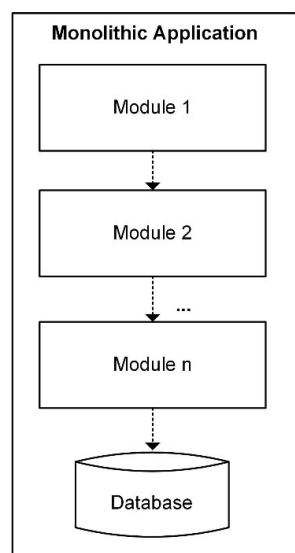 Monolithic Application
Module 1
Module 2
...
Module n
Database